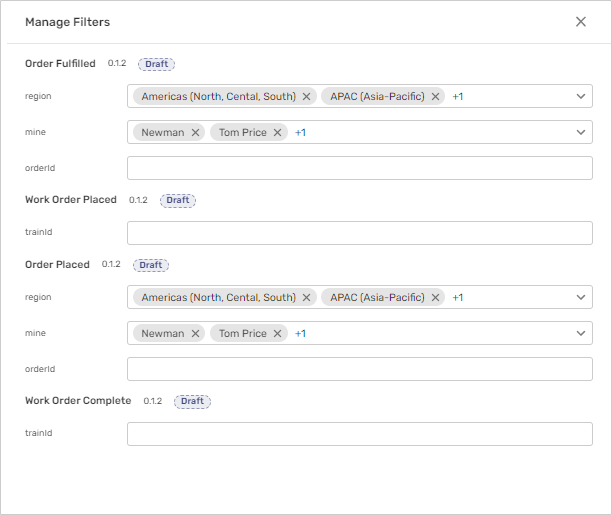 Manage Filters
Order Fulfilled 0.1.2 Draft
region Americas (North, Cental, South) APAC (Asia-Pacific) +1
mine Newman Tom Price +1
orderId
Work Order Placed 0.1.2 Draft
trainId
Order Placed 0.1.2 Draft
region Americas (North, Cental, South) APAC (Asia-Pacific) +1
mine Newman Tom Price +1
orderId
Work Order Complete 0.1.2 Draft
trainId